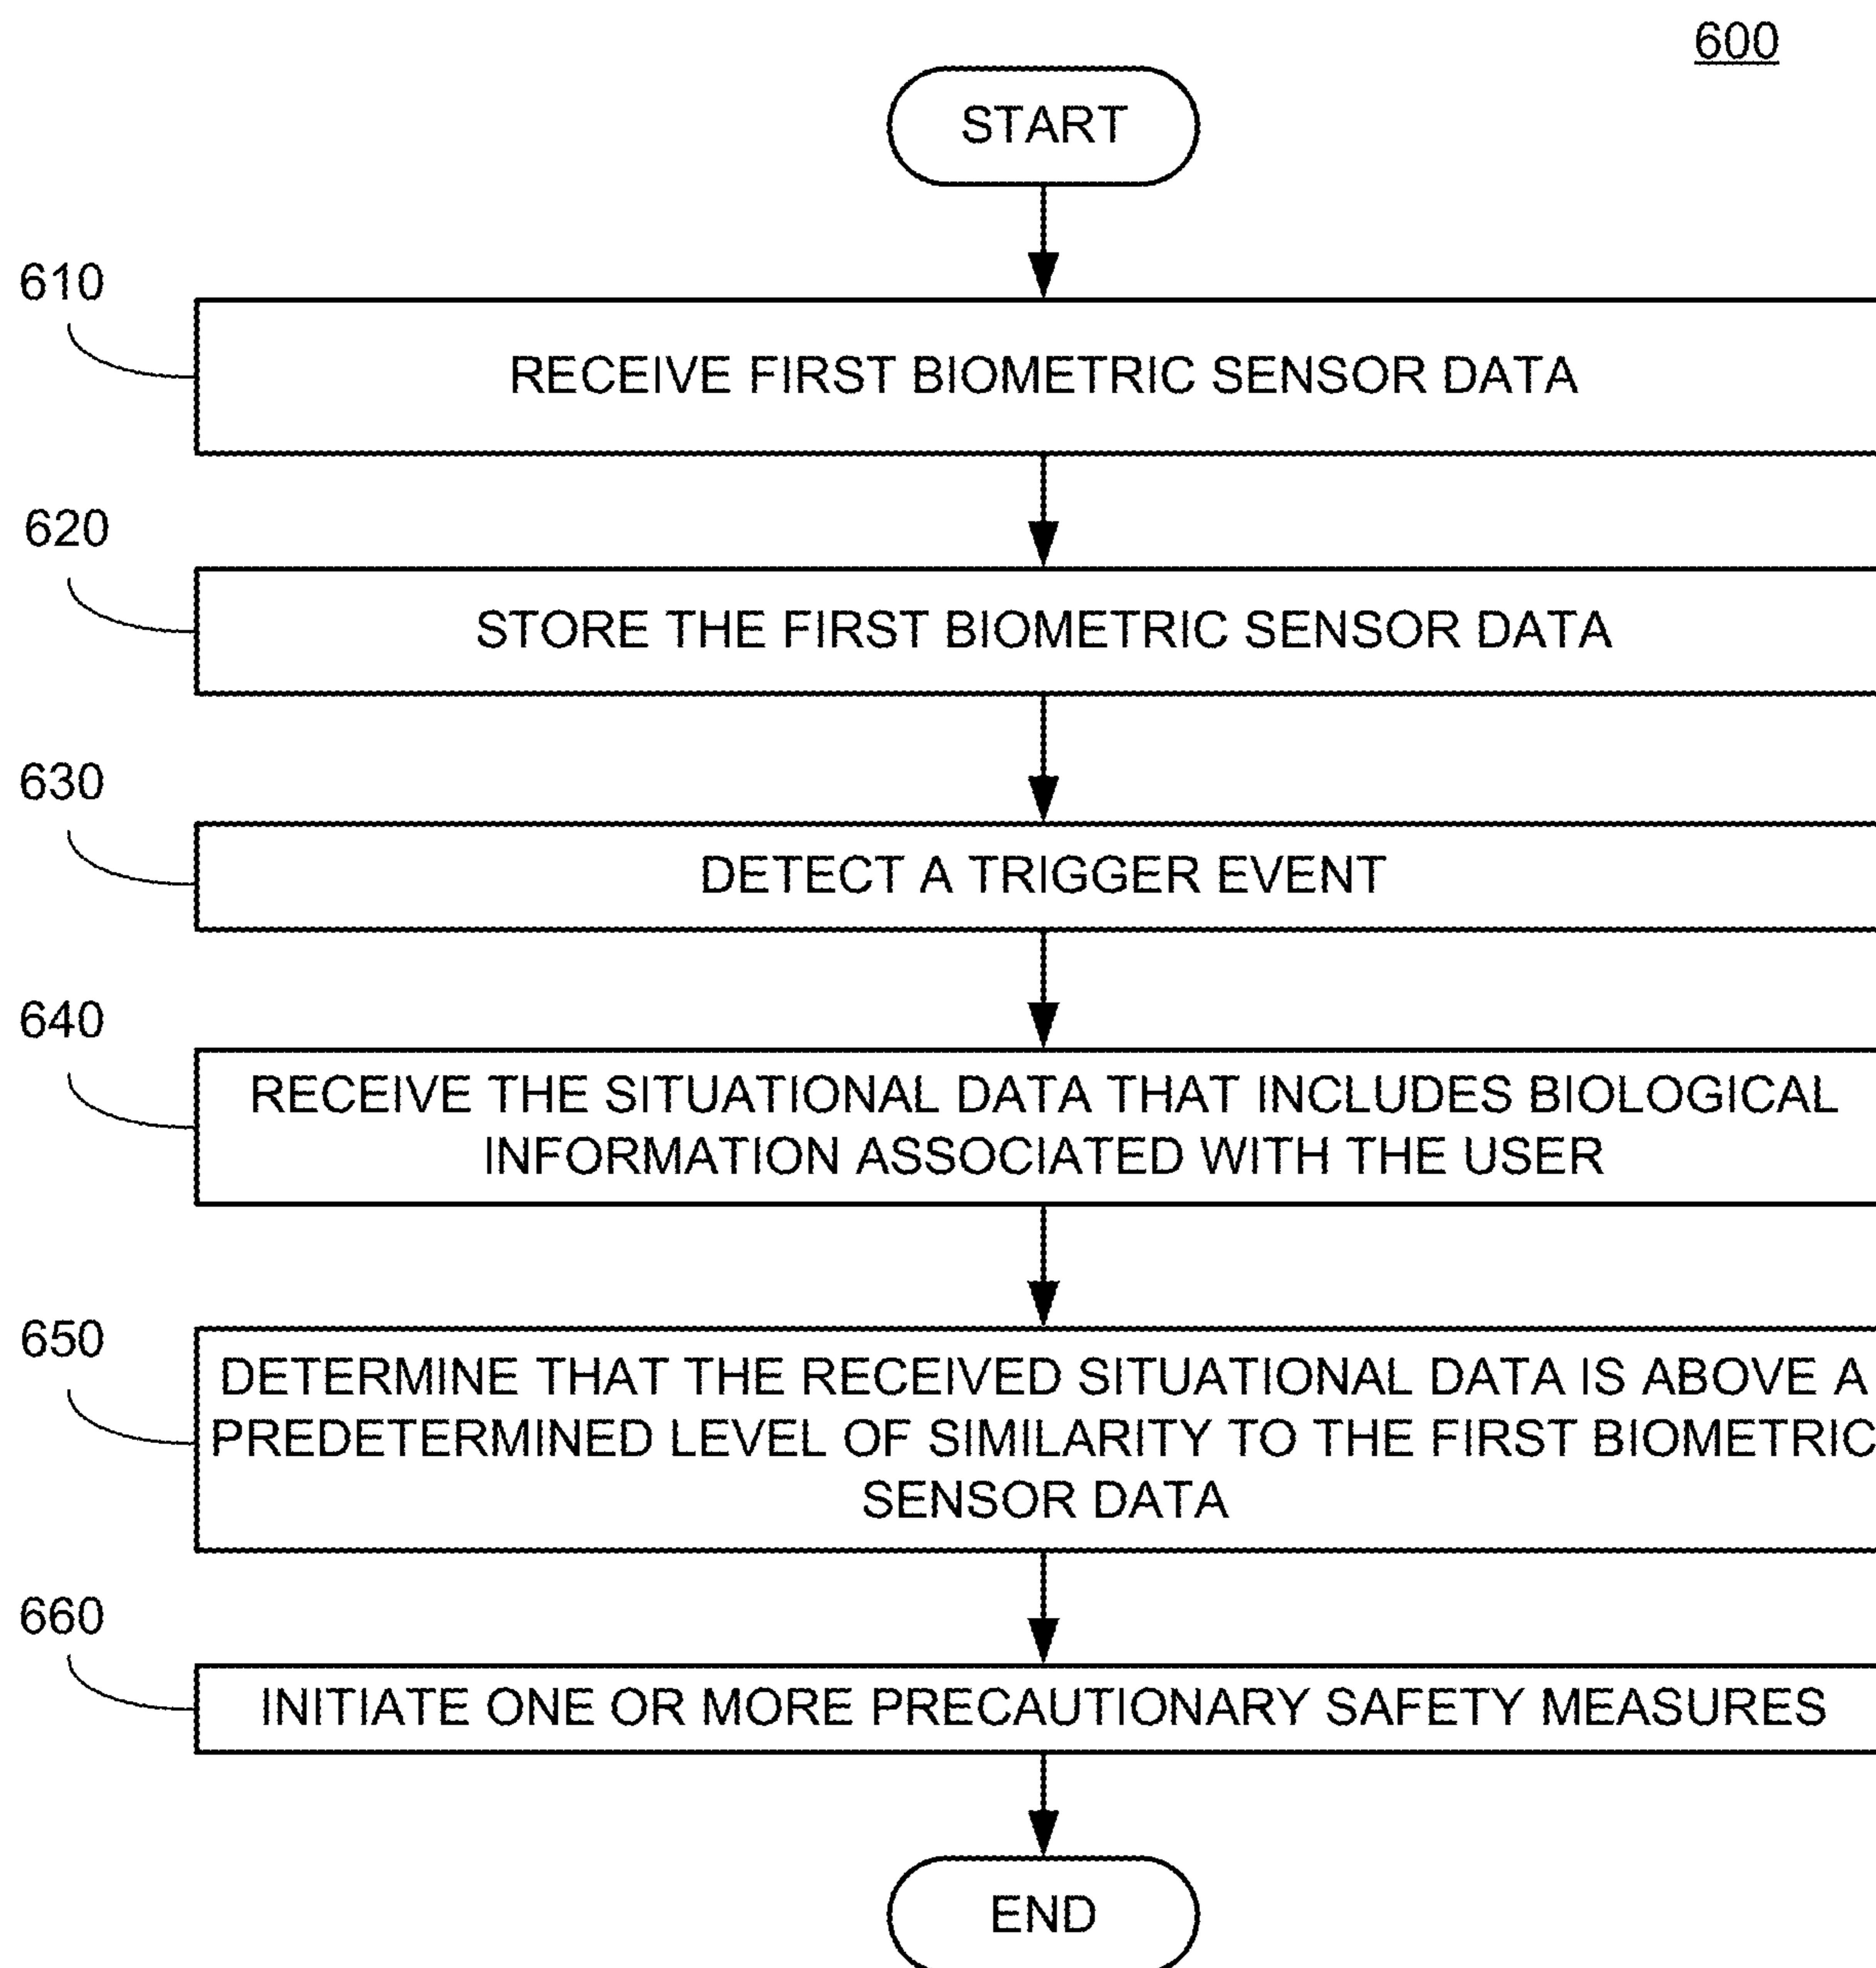 600
START
610
RECEIVE FIRST BIOMETRIC SENSOR DATA
620
STORE THE FIRST BIOMETRIC SENSOR DATA
630
DETECT A TRIGGER EVENT
640
RECEIVE THE SITUATIONAL DATA THAT INCLUDES BIOLOGICAL
INFORMATION ASSOCIATED WITH THE USER
650
DETERMINE THAT THE RECEIVED SITUATIONAL DATA IS ABOVE A
PREDETERMINED LEVEL OF SIMILARITY TO THE FIRST BIOMETRIC
SENSOR DATA
660
INITIATE ONE OR MORE PRECAUTIONARY SAFETY MEASURES
END